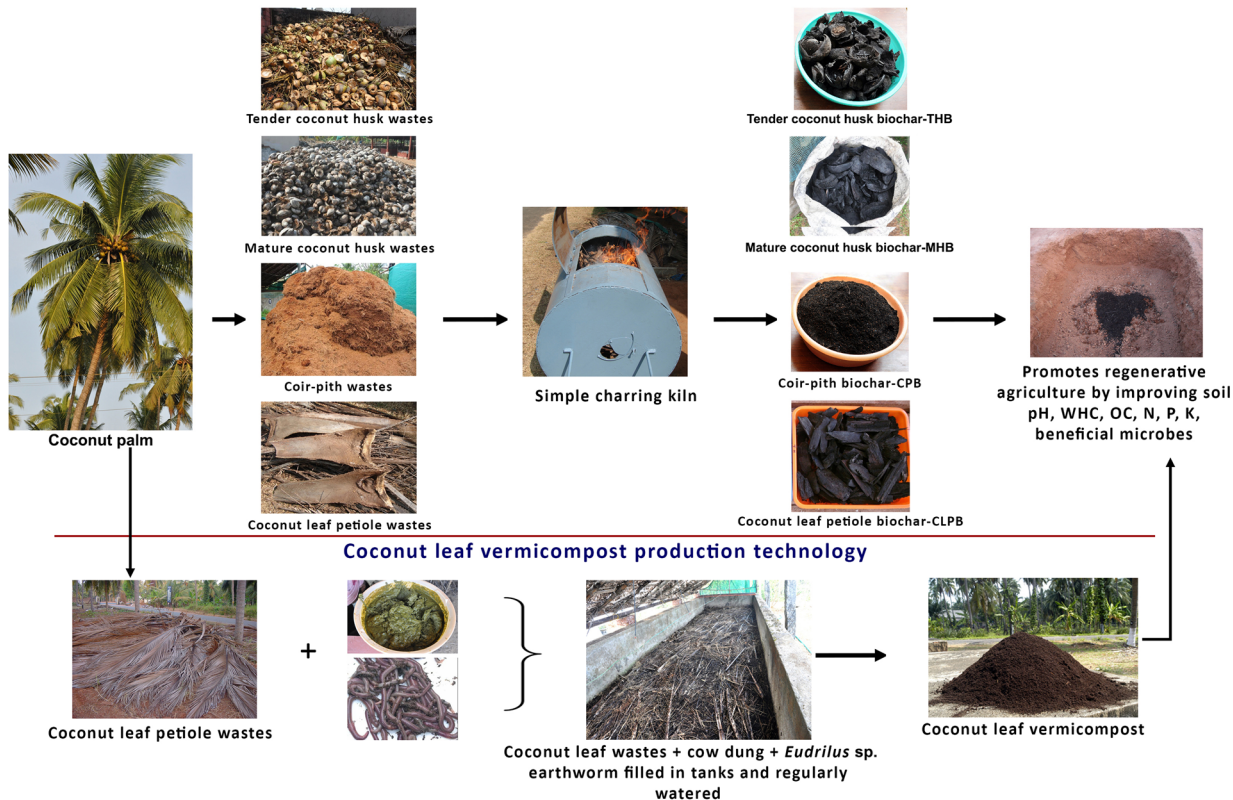 Tender coconut husk wastes
Mature coconut husk wastes
Coir-pith wastes
Coconut leaf petiole wastes
Coconut palm
Simple charring kiln
Tender coconut husk biochar-THB
Mature coconut husk biochar-MHB
Coir-pith biochar-CPB
Coconut leaf petiole biochar-CLPB
Promotes regenerative
agriculture by improving soil
pH, WHC, OC, N, P, K,
beneficial microbes
Coconut leaf vermicompost production technology
Coconut leaf petiole wastes
+
Coconut leaf wastes + cow dung + Eudrilus sp.
earthworm filled in tanks and regularly
watered
Coconut leaf vermicompost